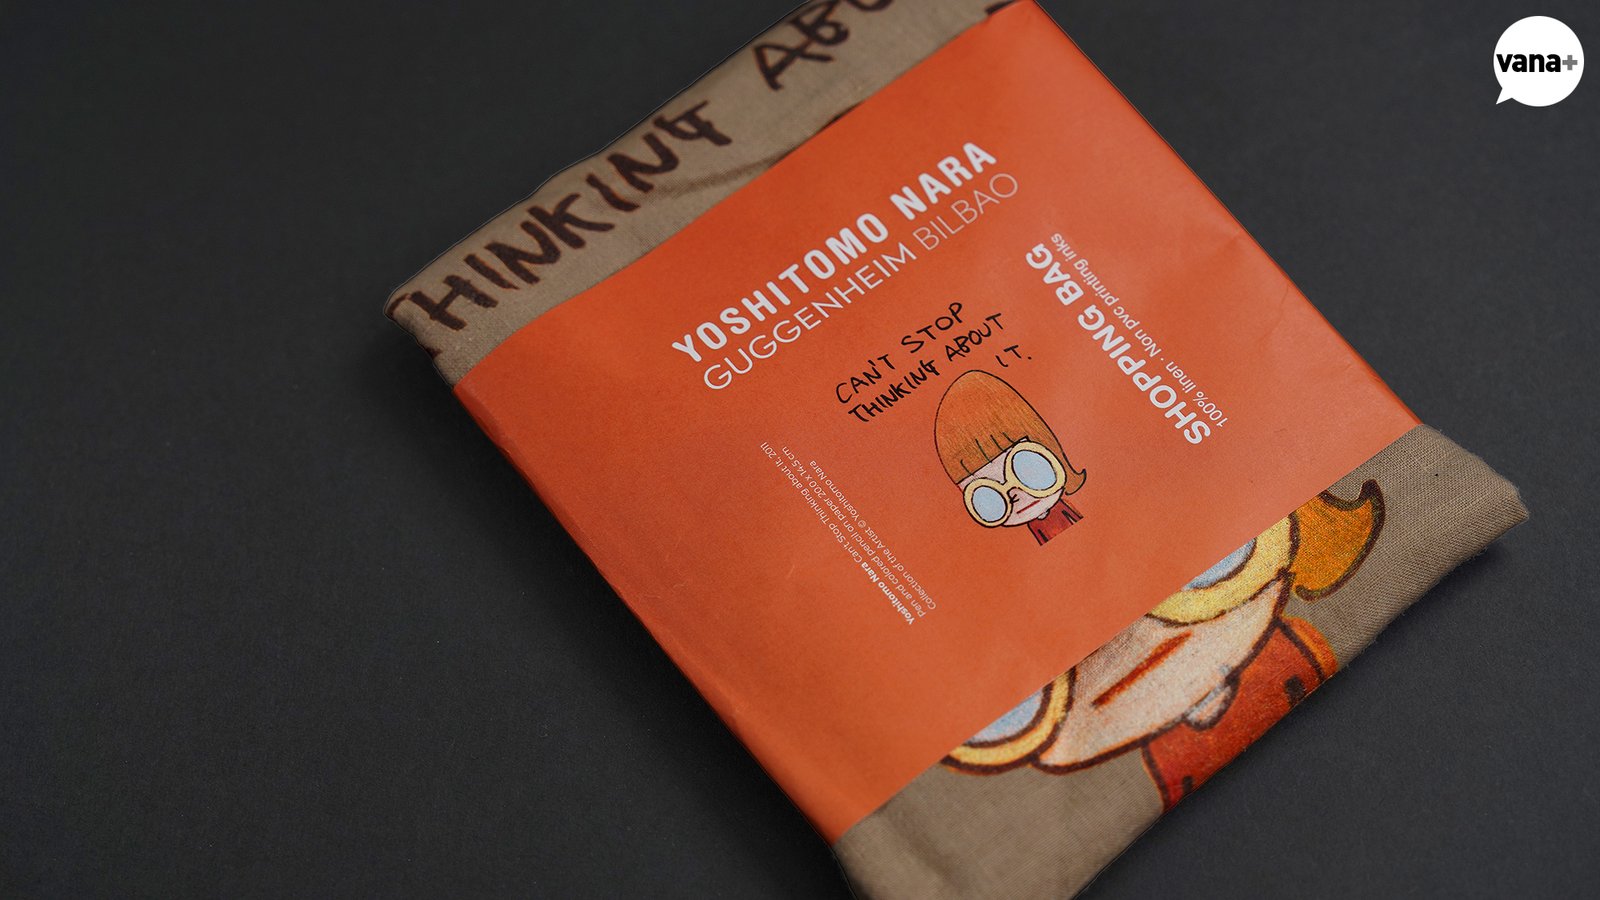 THINKING ABOU
YOSHITOMO NARA
GUGGENHEIM BILBAO
CAN'T STOP
THINKING ABOUT
IT.
SHOPPING BAG
100% linen · Non pvc printing inks
Yoshitomo Nara Can't Stop Thinking about It, 2011
Pen and colored pencil on paper 20.0 x 14.5 cm
Collection of the Artist © Yoshitomo Nara
vana+